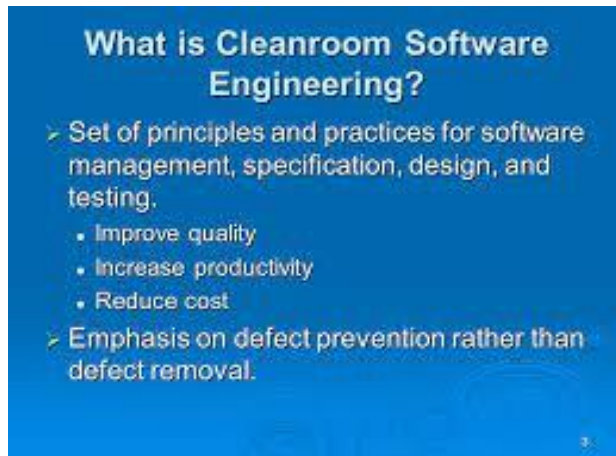 What is Cleanroom Software
Engineering?
➢ Set of principles and practices for software
management, specification, design, and
testing.
• Improve quality
• Increase productivity
• Reduce cost
➢ Emphasis on defect prevention rather than
defect removal.
3